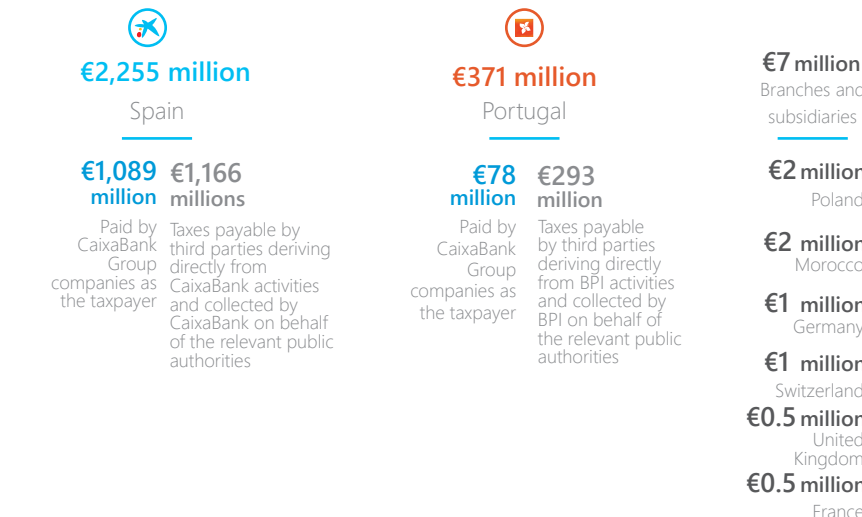 €2,255 million
Spain
€1,089
million
Paid by
CaixaBank
Group
companies as
the taxpayer
€1,166
millions
Taxes payable by
third parties deriving
directly from
CaixaBank activities
and collected by
CaixaBank on behalf
of the relevant public
authorities
€371 million
Portugal
€78
million
Paid by
CaixaBank
Group
companies as
the taxpayer
€293
million
Taxes payable
by third parties
deriving directly
from BPI activities
and collected by
BPI on behalf of
the relevant public
authorities
€7 million
Branches and
subsidiaries
€2 million
Poland
€2 million
Morocco
€1 million
Germany
€1 million
Switzerland
€0.5 million
United
Kingdom
€0.5 million
France